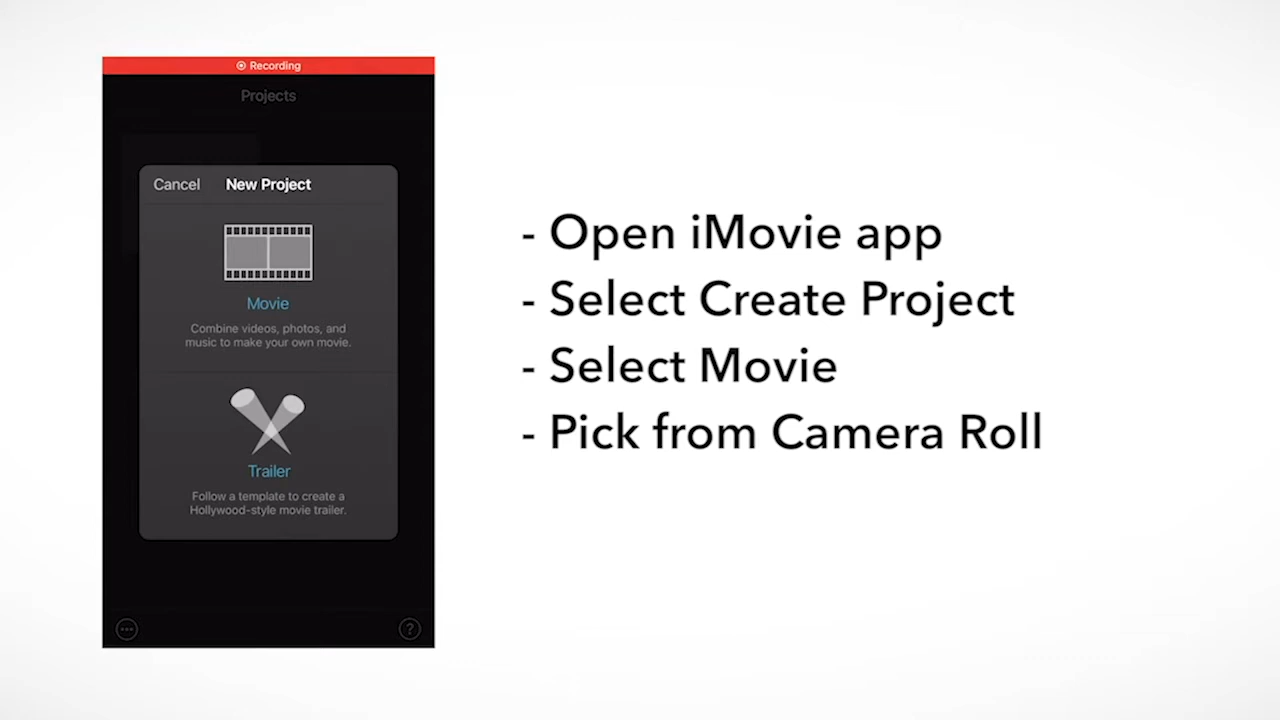 Recording
Projects
Cancel
New Project
Movie
Combine videos, photos, and
music to make your own movie.
Trailer
Follow a template to create a
Hollywood-style movie trailer.
?
- Open iMovie app
- Select Create Project
- Select Movie
- Pick from Camera Roll